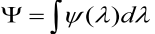 Ψ = ∫ψ(λ)dλ